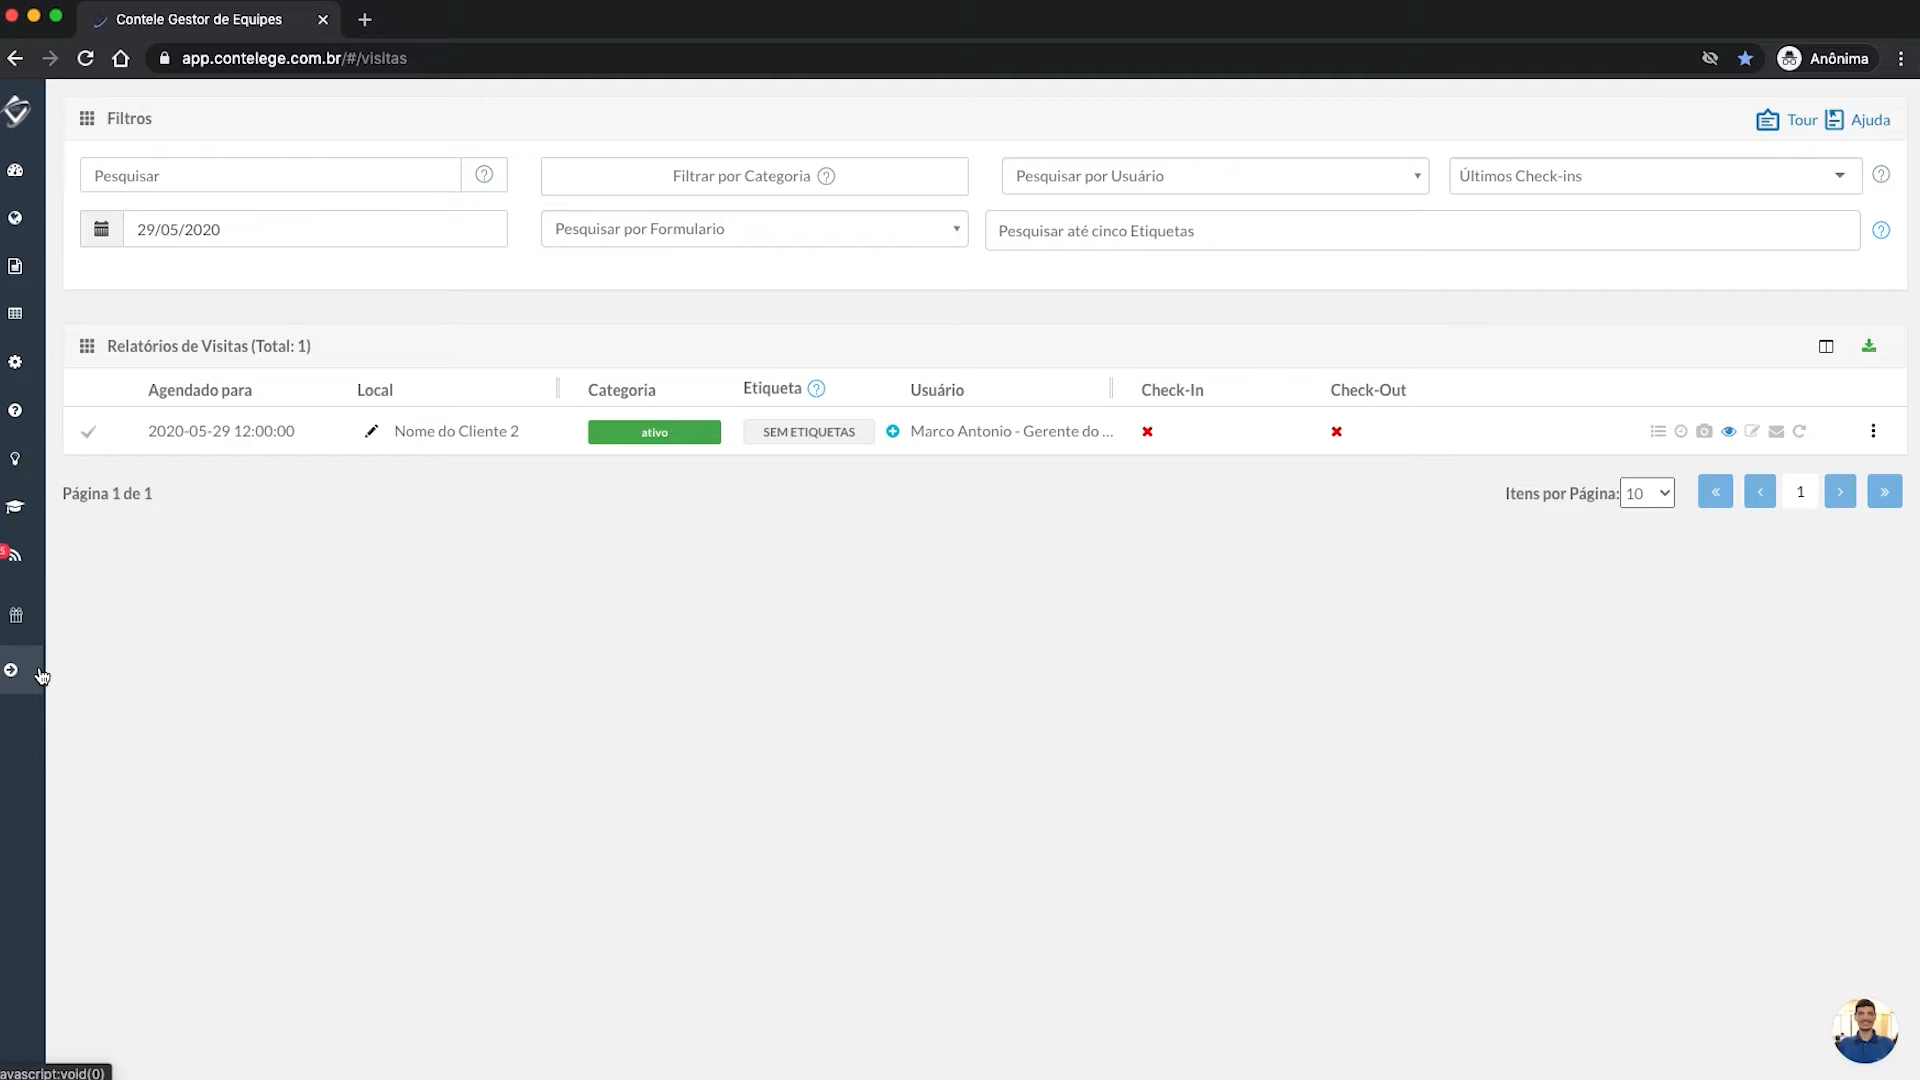 Contele Gestor de Equipes
app.contelege.com.br/#/visitas
Anônima
Filtros
Tour
Ajuda
Pesquisar
Filtrar por Categoria
Pesquisar por Usuário
Últimos Check-ins
29/05/2020
Pesquisar por Formulario
Pesquisar até cinco Etiquetas
Relatórios de Visitas (Total: 1)
Agendado para Local Categoria Etiqueta Usuário Check-In Check-Out
2020-05-29 12:00:00 Nome do Cliente 2 ativo SEM ETIQUETAS Marco Antonio - Gerente do ...
5
Página 1 de 1
Itens por Página: 10
« ‹ 1 › »
avascript:void(0)